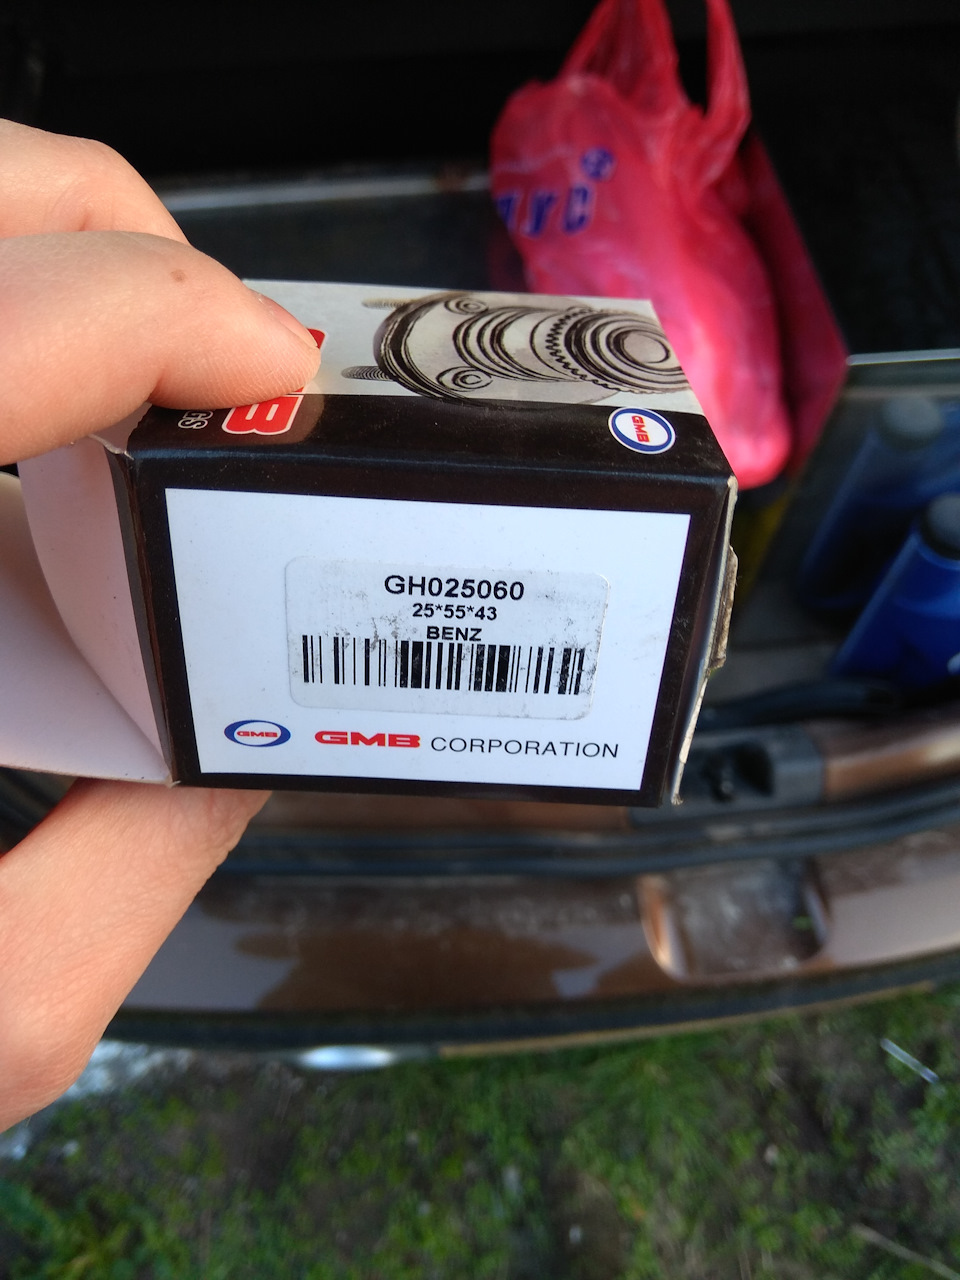 GMB
GH025060
25*55*43
BENZ
GMB
GMB CORPORATION